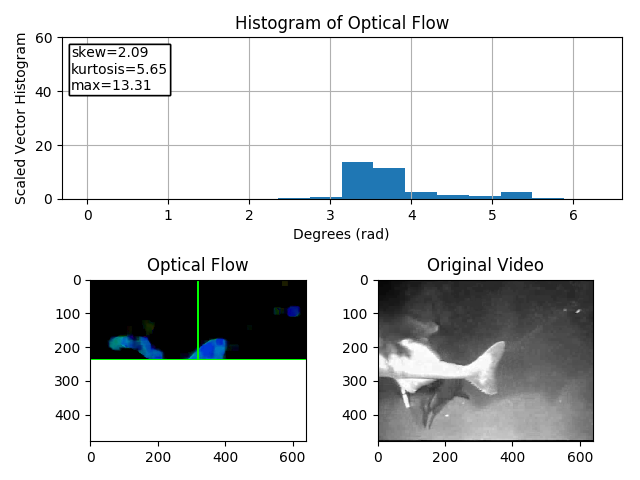 Histogram of Optical Flow
Scaled Vector Histogram
60
40
20
0
skew=2.09
kurtosis=5.65
max=13.31
0 1 2 3 4 5 6
Degrees (rad)
Optical Flow
0
100
200
300
400
0 200 400 600
Original Video
0
100
200
300
400
0 200 400 600